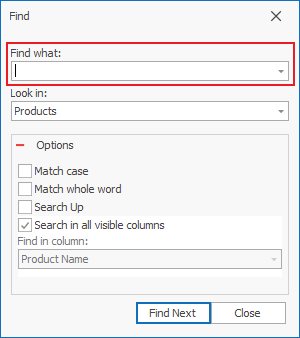 Find
Find what:
Look in:
Products
Options
Match case
Match whole word
Search Up
Search in all visible columns
Find in column:
Product Name
Find Next Close